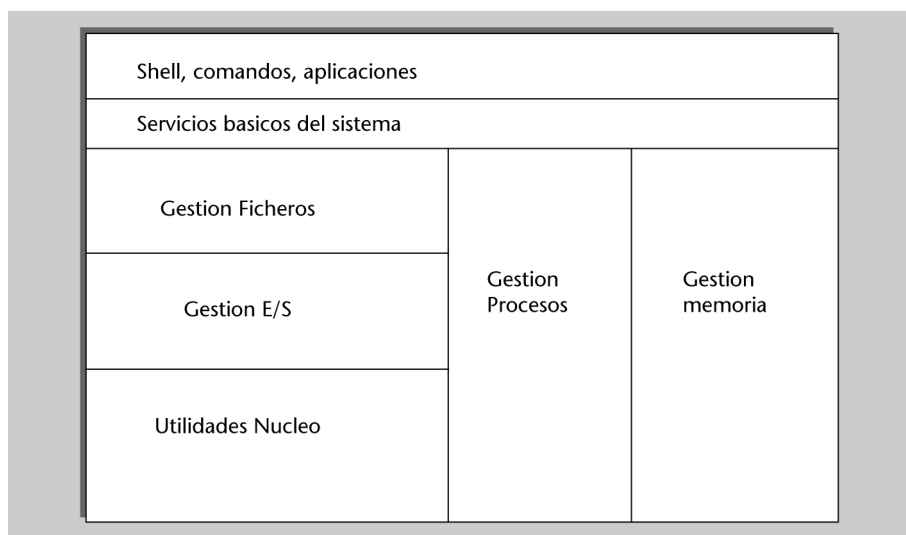 Shell, comandos, aplicaciones
Servicios basicos del sistema
Gestion Ficheros
Gestion E/S
Utilidades Nucleo
Gestion
Procesos
Gestion
memoria